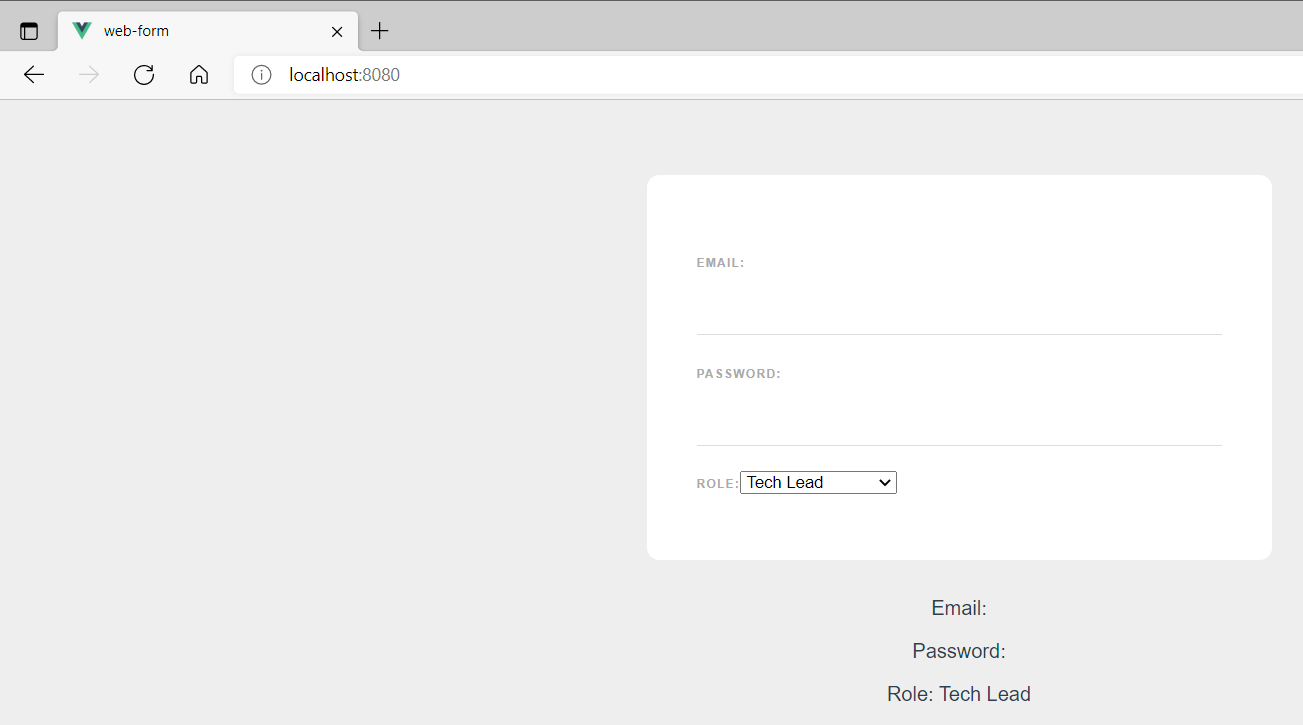 web-form
localhost:8080
EMAIL:
PASSWORD:
ROLE: Tech Lead
Email:
Password:
Role: Tech Lead